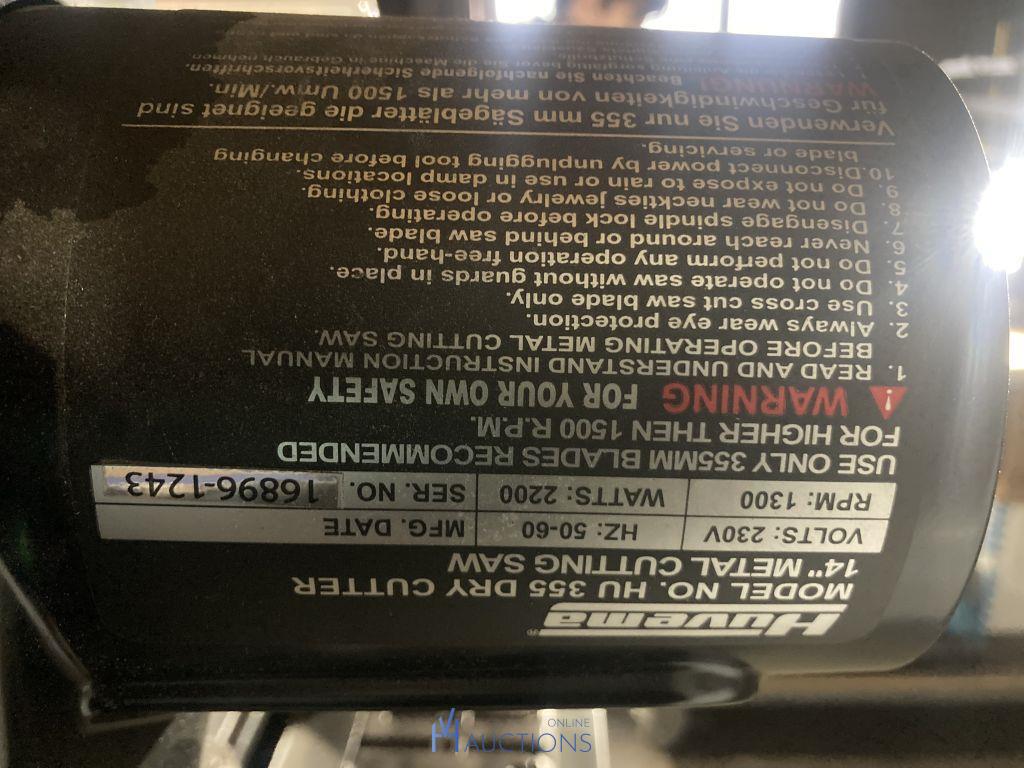 Huvema®
MODEL NO. HU 355 DRY CUTTER
14" METAL CUTTING SAW
VOLTS: 230V HZ: 50-60 MFG. DATE
RPM: 1300 WATTS: 2200 SER. NO. 16896-1243
USE ONLY 355MM BLADES RECOMMENDED
FOR HIGHER THEN 1500 R.P.M.
WARNING FOR YOUR OWN SAFETY
1. READ AND UNDERSTAND INSTRUCTION MANUAL
BEFORE OPERATING METAL CUTTING SAW.
2. Always wear eye protection.
3. Use cross cut saw blade only.
4. Do not operate saw without guards in place.
5. Do not perform any operation free-hand.
6. Never reach around or behind saw blade.
7. Disengage spindle lock before operating.
8. Do not wear neckties jewelry or loose clothing
9. Do not expose to rain or use in damp locations.
10.Disconnect power by unplugging tool before changing
blade or servicing.
Verwenden Sie nur 355 mm Sägeblätter die geeignet sind
für Geschwindigkeiten von mehr als 1500 Umw./Min.
WARNUNG!
Beachten Sie nachfolgende Sicherheitsvorschriften.
die Maschine in Gebrauch nehmen
HVA ONLINE
AUCTIONS